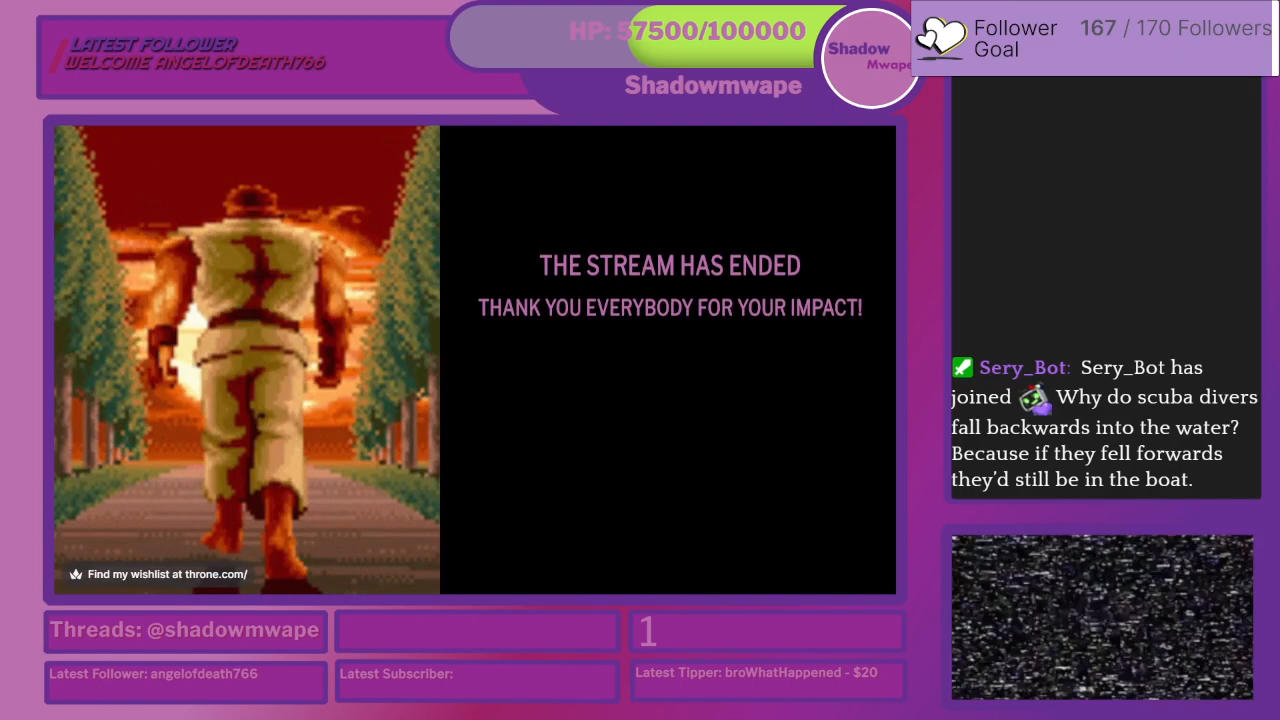 LATEST FOLLOWER
WELCOME ANGELOFDEATH766
HP: 57500/100000
Shadowmwape
Shadow
Mwape
Follower Goal
167 / 170 Followers
THE STREAM HAS ENDED
THANK YOU EVERYBODY FOR YOUR IMPACT!
Find my wishlist at throne.com/
Sery_Bot: Sery_Bot has
joined Why do scuba divers
fall backwards into the water?
Because if they fell forwards
they'd still be in the boat.
Threads: @shadowmwape
1
Latest Follower: angelofdeath766
Latest Subscriber:
Latest Tipper: broWhatHappened - $20